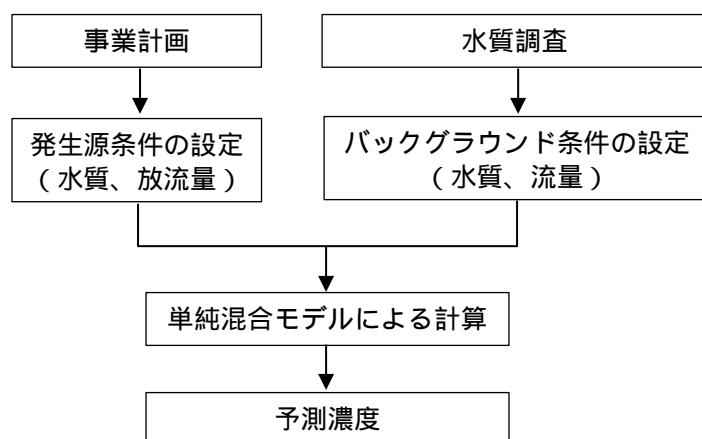 事業計画
水質調査
発生源条件の設定
（水質、放流量）
バックグラウンド条件の設定
（水質、流量）
単純混合モデルによる計算
予測濃度